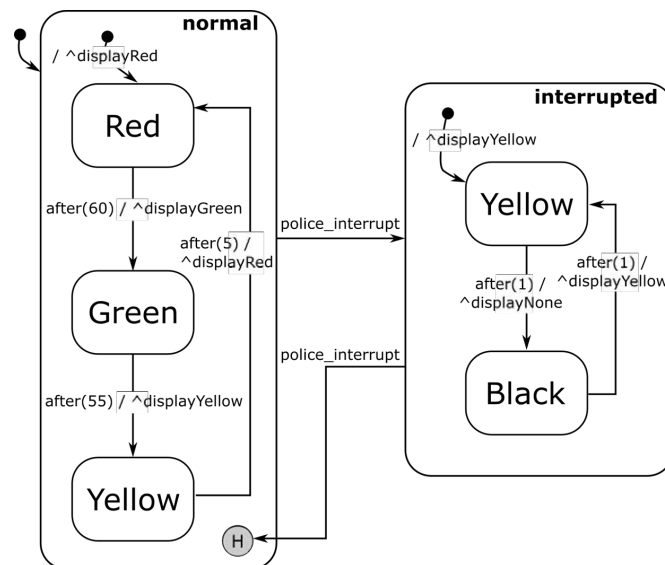 normal
/ ^displayRed
Red
after(60) / ^displayGreen
Green
after(55) / ^displayYellow
Yellow
after(5) /
^displayRed
H
police_interrupt
police_interrupt
interrupted
/ ^displayYellow
Yellow
after(1) /
^displayNone
after(1) /
^displayYellow
Black